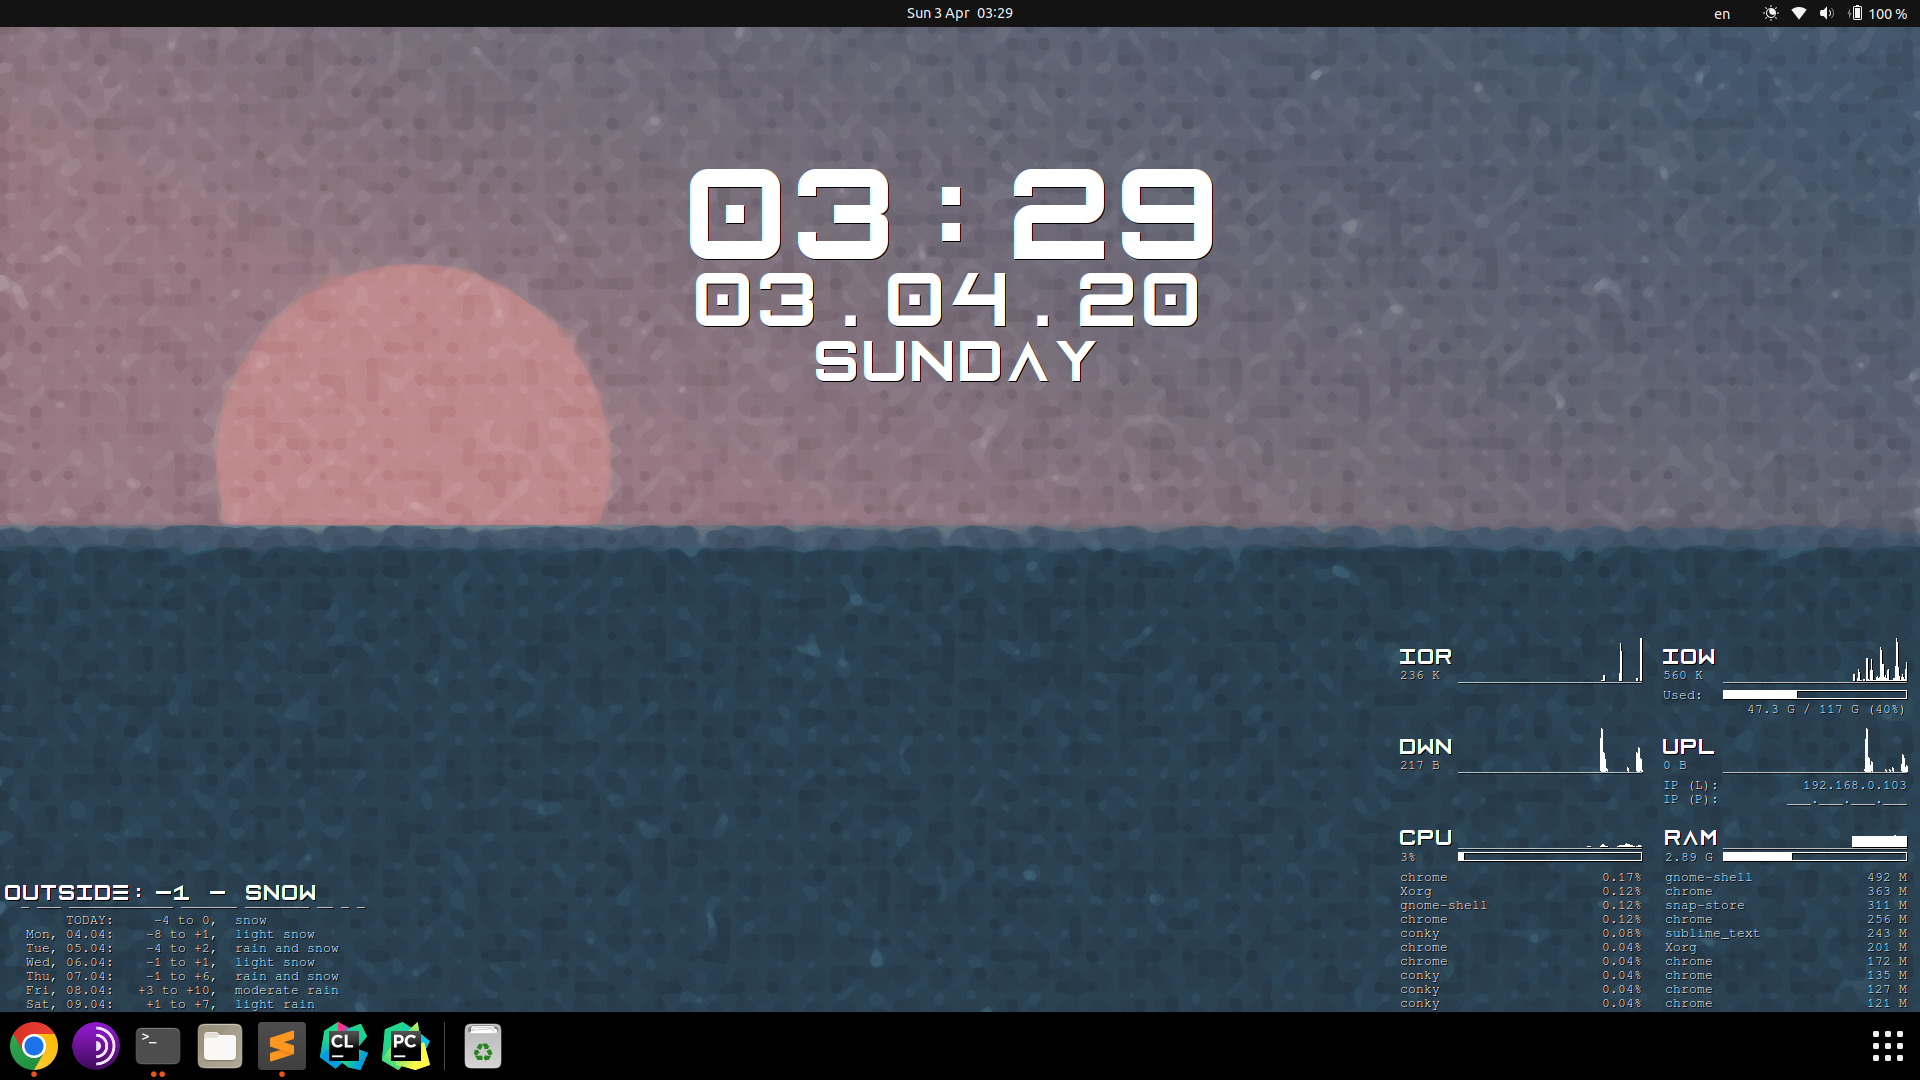 Sun 3 Apr 03:29
en
100 %
03:29
03.04.20
SUNDAY
IOR
236 K
IOW
560 K
Used:
47.3 G / 117 G (40%)
DWN
217 B
UPL
0 B
IP (L): 192.168.0.103
IP (P): ___.___.___.___
CPU
3%
RAM
2.89 G
chrome 0.17%
Xorg 0.12%
gnome-shell 0.12%
chrome 0.12%
conky 0.08%
chrome 0.04%
chrome 0.04%
conky 0.04%
conky 0.04%
conky 0.04%
gnome-shell 492 M
chrome 363 M
snap-store 311 M
chrome 256 M
sublime_text 243 M
Xorg 201 M
chrome 172 M
chrome 135 M
chrome 127 M
chrome 121 M
OUTSIDE: -1 - SNOW
TODAY: -4 to 0, snow
Mon, 04.04: -8 to +1, light snow
Tue, 05.04: -4 to +2, rain and snow
Wed, 06.04: -1 to +1, light snow
Thu, 07.04: -1 to +6, rain and snow
Fri, 08.04: +3 to +10, moderate rain
Sat, 09.04: +1 to +7, light rain
>_
CL
PC